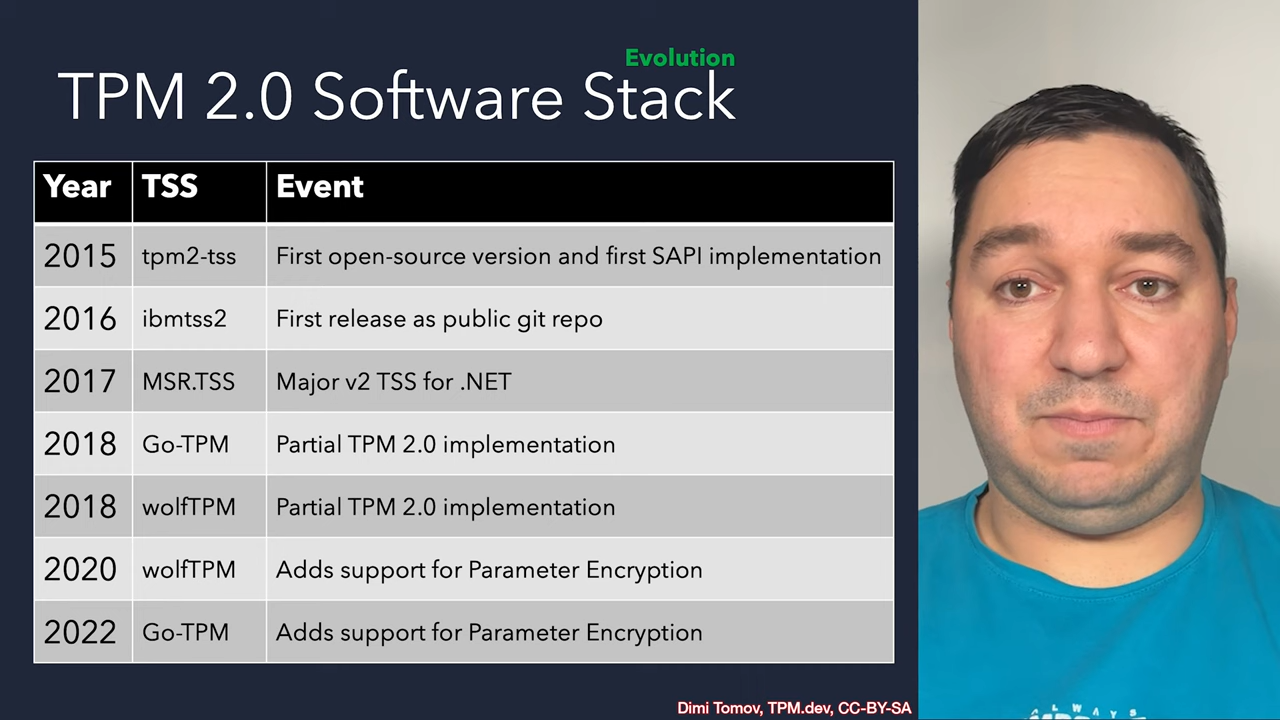 Evolution
TPM 2.0 Software Stack
Year TSS Event
2015 tpm2-tss First open-source version and first SAPI implementation
2016 ibmtss2 First release as public git repo
2017 MSR.TSS Major v2 TSS for .NET
2018 Go-TPM Partial TPM 2.0 implementation
2018 wolfTPM Partial TPM 2.0 implementation
2020 wolfTPM Adds support for Parameter Encryption
2022 Go-TPM Adds support for Parameter Encryption
Dimi Tomov, TPM.dev, CC-BY-SA
ALWAYS